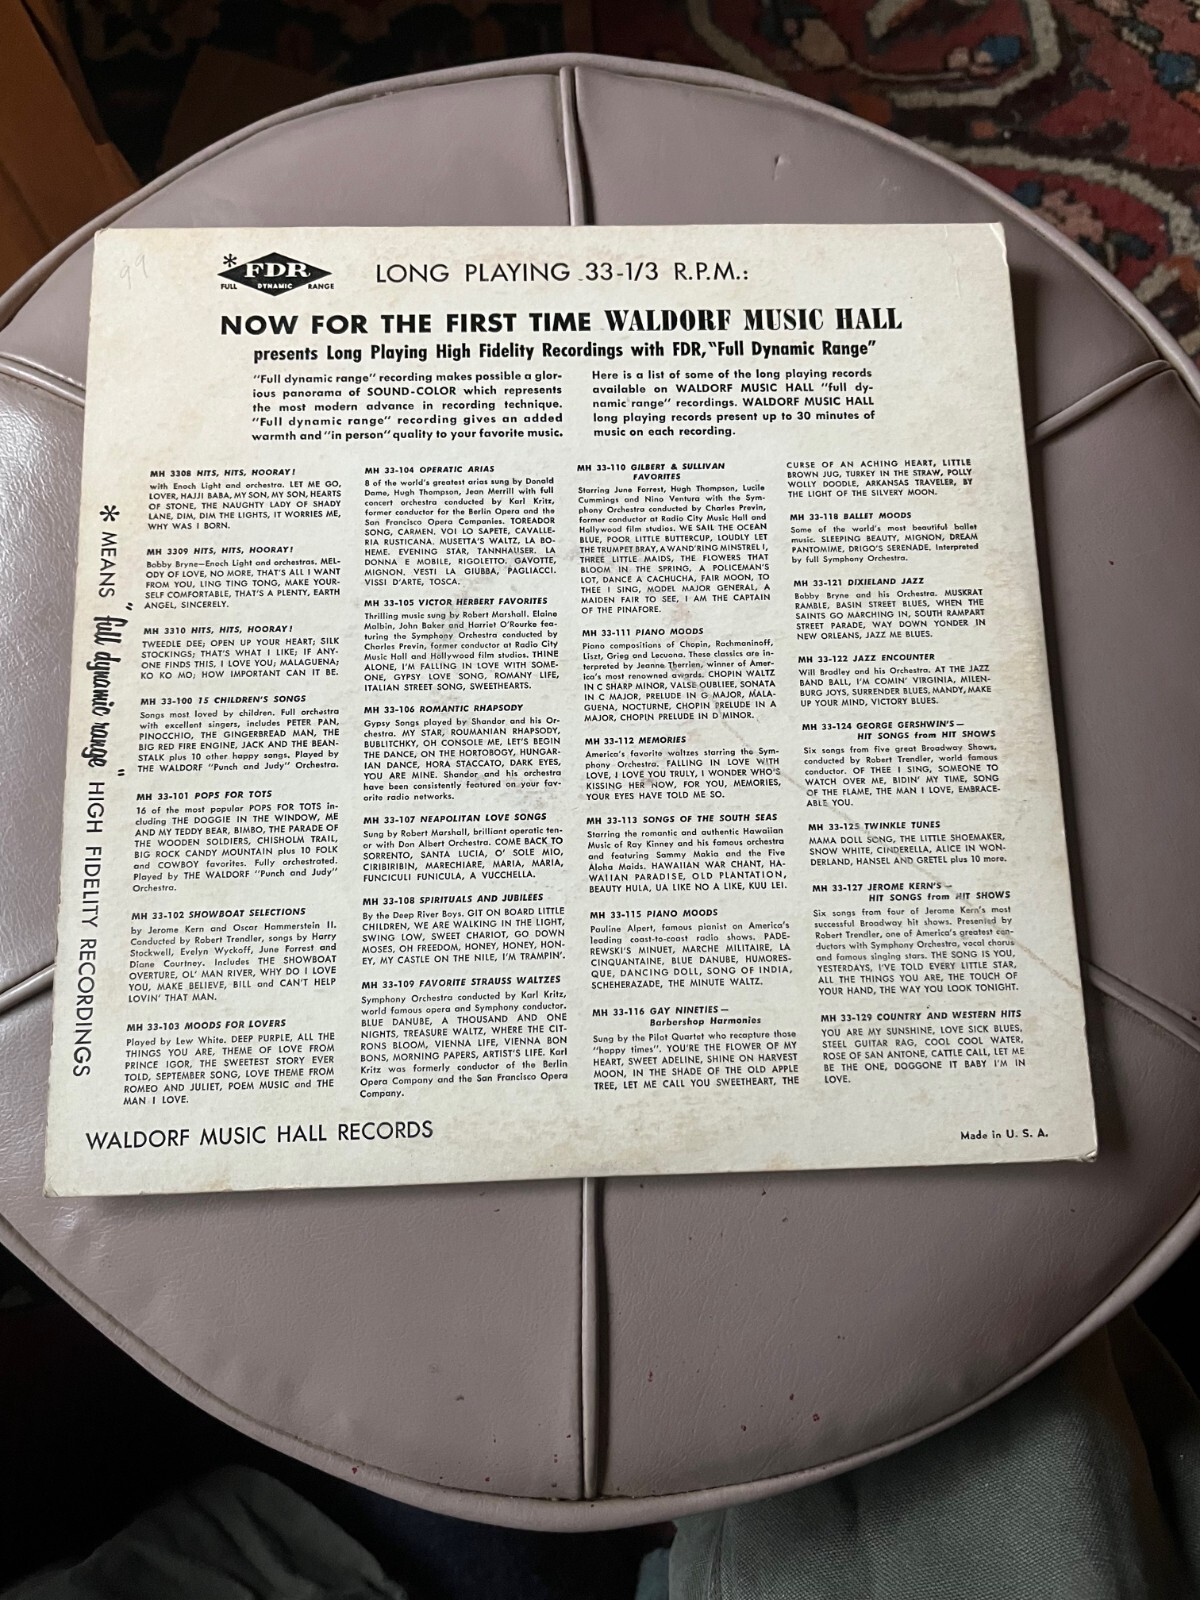 99
* FDR
FULL DYNAMIC RANGE
LONG PLAYING 33-1/3 R.P.M.:
NOW FOR THE FIRST TIME WALDORF MUSIC HALL
presents Long Playing High Fidelity Recordings with FDR, "Full Dynamic Range"
"Full dynamic range" recording makes possible a glor-
ious panorama of SOUND-COLOR which represents
the most modern advance in recording technique.
"Full dynamic range" recording gives an added
warmth and "in person" quality to your favorite music.
Here is a list of some of the long playing records
available on WALDORF MUSIC HALL "full dy-
namic range" recordings. WALDORF MUSIC HALL
long playing records present up to 30 minutes of
music on each recording.
* MEANS "full dynamic range" HIGH FIDELITY RECORDINGS
MH 3308 HITS, HITS, HOORAY!
with Enoch Light and orchestra. LET ME GO,
LOVER, HAJJI BABA, MY SON, MY SON, HEARTS
OF STONE, THE NAUGHTY LADY OF SHADY
LANE, DIM, DIM THE LIGHTS, IT WORRIES ME,
WHY WAS I BORN.
MH 3309 HITS, HITS, HOORAY!
Bobby Bryne—Enoch Light and orchestras. MEL-
ODY OF LOVE, NO MORE, THAT'S ALL I WANT
FROM YOU, LING TING TONG, MAKE YOUR-
SELF COMFORTABLE, THAT'S A PLENTY, EARTH
ANGEL, SINCERELY.
MH 3310 HITS, HITS, HOORAY!
TWEEDLE DEE; OPEN UP YOUR HEART; SILK
STOCKINGS; THAT'S WHAT I LIKE; IF ANY-
ONE FINDS THIS, I LOVE YOU; MALAGUENA;
KO KO MO; HOW IMPORTANT CAN IT BE.
MH 33-100 15 CHILDREN'S SONGS
Songs most loved by children. Full orchestra
with excellent singers, includes PETER PAN,
PINOCCHIO, THE GINGERBREAD MAN, THE
BIG RED FIRE ENGINE, JACK AND THE BEAN-
STALK plus 10 other happy songs. Played by
THE WALDORF "Punch and Judy" Orchestra.
MH 33-101 POPS FOR TOTS
16 of the most popular POPS FOR TOTS in-
cluding THE DOGGIE IN THE WINDOW, ME
AND MY TEDDY BEAR, BIMBO, THE PARADE OF
THE WOODEN SOLDIERS, CHISHOLM TRAIL,
BIG ROCK CANDY MOUNTAIN plus 10 FOLK
and COWBOY favorites. Fully orchestrated.
Played by THE WALDORF "Punch and Judy"
Orchestra.
MH 33-102 SHOWBOAT SELECTIONS
by Jerome Kern and Oscar Hammerstein II.
Conducted by Robert Trendler, songs by Harry
Stockwell, Evelyn Wyckoff, June Forrest and
Diane Courtney. Includes THE SHOWBOAT
OVERTURE, OL' MAN RIVER, WHY DO I LOVE
YOU, MAKE BELIEVE, BILL and CAN'T HELP
LOVIN' THAT MAN.
MH 33-103 MOODS FOR LOVERS
Played by Lew White. DEEP PURPLE, ALL THE
THINGS YOU ARE, THEME OF LOVE FROM
PRINCE IGOR, THE SWEETEST STORY EVER
TOLD, SEPTEMBER SONG, LOVE THEME FROM
ROMEO AND JULIET, POEM MUSIC and THE
MAN I LOVE.
MH 33-104 OPERATIC ARIAS
8 of the world's greatest arias sung by Donald
Dame, Hugh Thompson, Jean Merrill with full
concert orchestra conducted by Karl Kritz,
former conductor for the Berlin Opera and the
San Francisco Opera Companies. TOREADOR
SONG, CARMEN. VOI LO SAPETE, CAVALLE-
RIA RUSTICANA. MUSETTA'S WALTZ, LA BO-
HEME. EVENING STAR, TANNHAUSER. LA
DONNA E MOBILE, RIGOLETTO. GAVOTTE,
MIGNON. VESTI LA GIUBBA, PAGLIACCI.
VISSI D'ARTE, TOSCA.
MH 33-105 VICTOR HERBERT FAVORITES
Thrilling music sung by Robert Marshall. Elaine
Malbin, John Baker and Harriet O'Rourke fea-
turing the Symphony Orchestra conducted by
Charles Previn, former conductor at Radio City
Music Hall and Hollywood film studios. THINE
ALONE, I'M FALLING IN LOVE WITH SOME-
ONE, GYPSY LOVE SONG, ROMANY LIFE,
ITALIAN STREET SONG, SWEETHEARTS.
MH 33-106 ROMANTIC RHAPSODY
Gypsy Songs played by Shandor and his Or-
chestra. MY STAR, ROUMANIAN RHAPSODY,
BUBLITCHKY, OH CONSOLE ME, LET'S BEGIN
THE DANCE, ON THE HORTOBOGY, HUNGAR-
IAN DANCE, HORA STACCATO, DARK EYES,
YOU ARE MINE. Shandor and his orchestra
have been consistently featured on your fav-
orite radio networks.
MH 33-107 NEAPOLITAN LOVE SONGS
Sung by Robert Marshall, brilliant operatic ten-
or with Don Albert Orchestra. COME BACK TO
SORRENTO, SANTA LUCIA, O' SOLE MIO,
CIRIBIRIBIN, MARECHIARE, MARIA, MARIA,
FUNCICULI FUNICULA, A VUCCHELLA.
MH 33-108 SPIRITUALS AND JUBILEES
By the Deep River Boys. GIT ON BOARD LITTLE
CHILDREN, WE ARE WALKING IN THE LIGHT,
SWING LOW, SWEET CHARIOT, GO DOWN
MOSES. OH FREEDOM, HONEY, HONEY, HON-
EY, MY CASTLE ON THE NILE, I'M TRAMPIN'.
MH 33-109 FAVORITE STRAUSS WALTZES
Symphony Orchestra conducted by Karl Kritz,
world famous opera and Symphony conductor.
BLUE DANUBE, A THOUSAND AND ONE
NIGHTS, TREASURE WALTZ, WHERE THE CIT-
RONS BLOOM, VIENNA LIFE, VIENNA BON
BONS, MORNING PAPERS, ARTIST'S LIFE. Karl
Kritz was formerly conductor of the Berlin
Opera Company and the San Francisco Opera
Company.
MH 33-110 GILBERT & SULLIVAN
FAVORITES
Starring June Forrest, Hugh Thompson, Lucile
Cummings and Nino Ventura with the Sym-
phony Orchestra conducted by Charles Previn,
former conductor at Radio City Music Hall and
Hollywood film studios. WE SAIL THE OCEAN
BLUE, POOR LITTLE BUTTERCUP, LOUDLY LET
THE TRUMPET BRAY, A WAND'RING MINSTREL I,
THREE LITTLE MAIDS, THE FLOWERS THAT
BLOOM IN THE SPRING, A POLICEMAN'S
LOT, DANCE A CACHUCHA, FAIR MOON, TO
THEE I SING, MODEL MAJOR GENERAL, A
MAIDEN FAIR TO SEE, I AM THE CAPTAIN
OF THE PINAFORE.
MH 33-111 PIANO MOODS
Piano compositions of Chopin, Rachmaninoff,
Liszt, Grieg and Lecuona. These classics are in-
terpreted by Jeanne Therrien, winner of Amer-
ica's most renowned awards. CHOPIN WALTZ
IN C SHARP MINOR, VALSE OUBLIEE, SONATA
IN C MAJOR, PRELUDE IN G MAJOR, MALA-
GUENA, NOCTURNE, CHOPIN PRELUDE IN A
MAJOR, CHOPIN PRELUDE IN D MINOR.
MH 33-112 MEMORIES
America's favorite waltzes starring the Sym-
phony Orchestra. FALLING IN LOVE WITH
LOVE, I LOVE YOU TRULY, I WONDER WHO'S
KISSING HER NOW, FOR YOU, MEMORIES,
YOUR EYES HAVE TOLD ME SO.
MH 33-113 SONGS OF THE SOUTH SEAS
Starring the romantic and authentic Hawaiian
Music of Ray Kinney and his famous orchestra
and featuring Sammy Makia and the Five
Aloha Maids. HAWAIIAN WAR CHANT, HA-
WAIIAN PARADISE, OLD PLANTATION,
BEAUTY HULA, UA LIKE NO A LIKE, KUU LEI.
MH 33-115 PIANO MOODS
Pauline Alpert, famous pianist on America's
leading coast-to-coast radio shows. PADE-
REWSKI'S MINUET, MARCHE MILITAIRE, LA
CINQUANTAINE, BLUE DANUBE, HUMORES-
QUE, DANCING DOLL, SONG OF INDIA,
SCHEHERAZADE, THE MINUTE WALTZ.
MH 33-116 GAY NINETIES—
Barbershop Harmonies
Sung by the Pilot Quartet who recapture those
"happy times". YOU'RE THE FLOWER OF MY
HEART, SWEET ADELINE, SHINE ON HARVEST
MOON, IN THE SHADE OF THE OLD APPLE
TREE, LET ME CALL YOU SWEETHEART, THE
CURSE OF AN ACHING HEART, LITTLE
BROWN JUG, TURKEY IN THE STRAW, POLLY
WOLLY DOODLE, ARKANSAS TRAVELER, BY
THE LIGHT OF THE SILVERY MOON.
MH 33-118 BALLET MOODS
Some of the world's most beautiful ballet
music. SLEEPING BEAUTY, MIGNON, DREAM
PANTOMIME, DRIGO'S SERENADE. Interpreted
by full Symphony Orchestra.
MH 33-121 DIXIELAND JAZZ
Bobby Bryne and his Orchestra. MUSKRAT
RAMBLE, BASIN STREET BLUES, WHEN THE
SAINTS GO MARCHING IN, SOUTH RAMPART
STREET PARADE, WAY DOWN YONDER IN
NEW ORLEANS, JAZZ ME BLUES.
MH 33-122 JAZZ ENCOUNTER
Will Bradley and his Orchestra. AT THE JAZZ
BAND BALL, I'M COMIN' VIRGINIA, MILEN-
BURG JOYS, SURRENDER BLUES, MANDY, MAKE
UP YOUR MIND, VICTORY BLUES.
MH 33-124 GEORGE GERSHWIN'S—
HIT SONGS from HIT SHOWS
Six songs from five great Broadway Shows,
conducted by Robert Trendler, world famous
conductor. OF THEE I SING, SOMEONE TO
WATCH OVER ME, BIDIN' MY TIME, SONG
OF THE FLAME, THE MAN I LOVE, EMBRACE-
ABLE YOU.
MH 33-125 TWINKLE TUNES
MAMA DOLL SONG, THE LITTLE SHOEMAKER,
SNOW WHITE, CINDERELLA, ALICE IN WON-
DERLAND, HANSEL AND GRETEL plus 10 more.
MH 33-127 JEROME KERN'S—
HIT SONGS from HIT SHOWS
Six songs from four of Jerome Kern's most
successful Broadway hit shows. Presented by
Robert Trendler, one of America's greatest con-
ductors with Symphony Orchestra, vocal chorus
and famous singing stars. THE SONG IS YOU,
YESTERDAYS, I'VE TOLD EVERY LITTLE STAR,
ALL THE THINGS YOU ARE, THE TOUCH OF
YOUR HAND, THE WAY YOU LOOK TONIGHT.
MH 33-129 COUNTRY AND WESTERN HITS
YOU ARE MY SUNSHINE, LOVE SICK BLUES,
STEEL GUITAR RAG, COOL COOL WATER,
ROSE OF SAN ANTONE, CATTLE CALL, LET ME
BE THE ONE, DOGGONE IT BABY I'M IN
LOVE.
WALDORF MUSIC HALL RECORDS
Made in U. S. A.